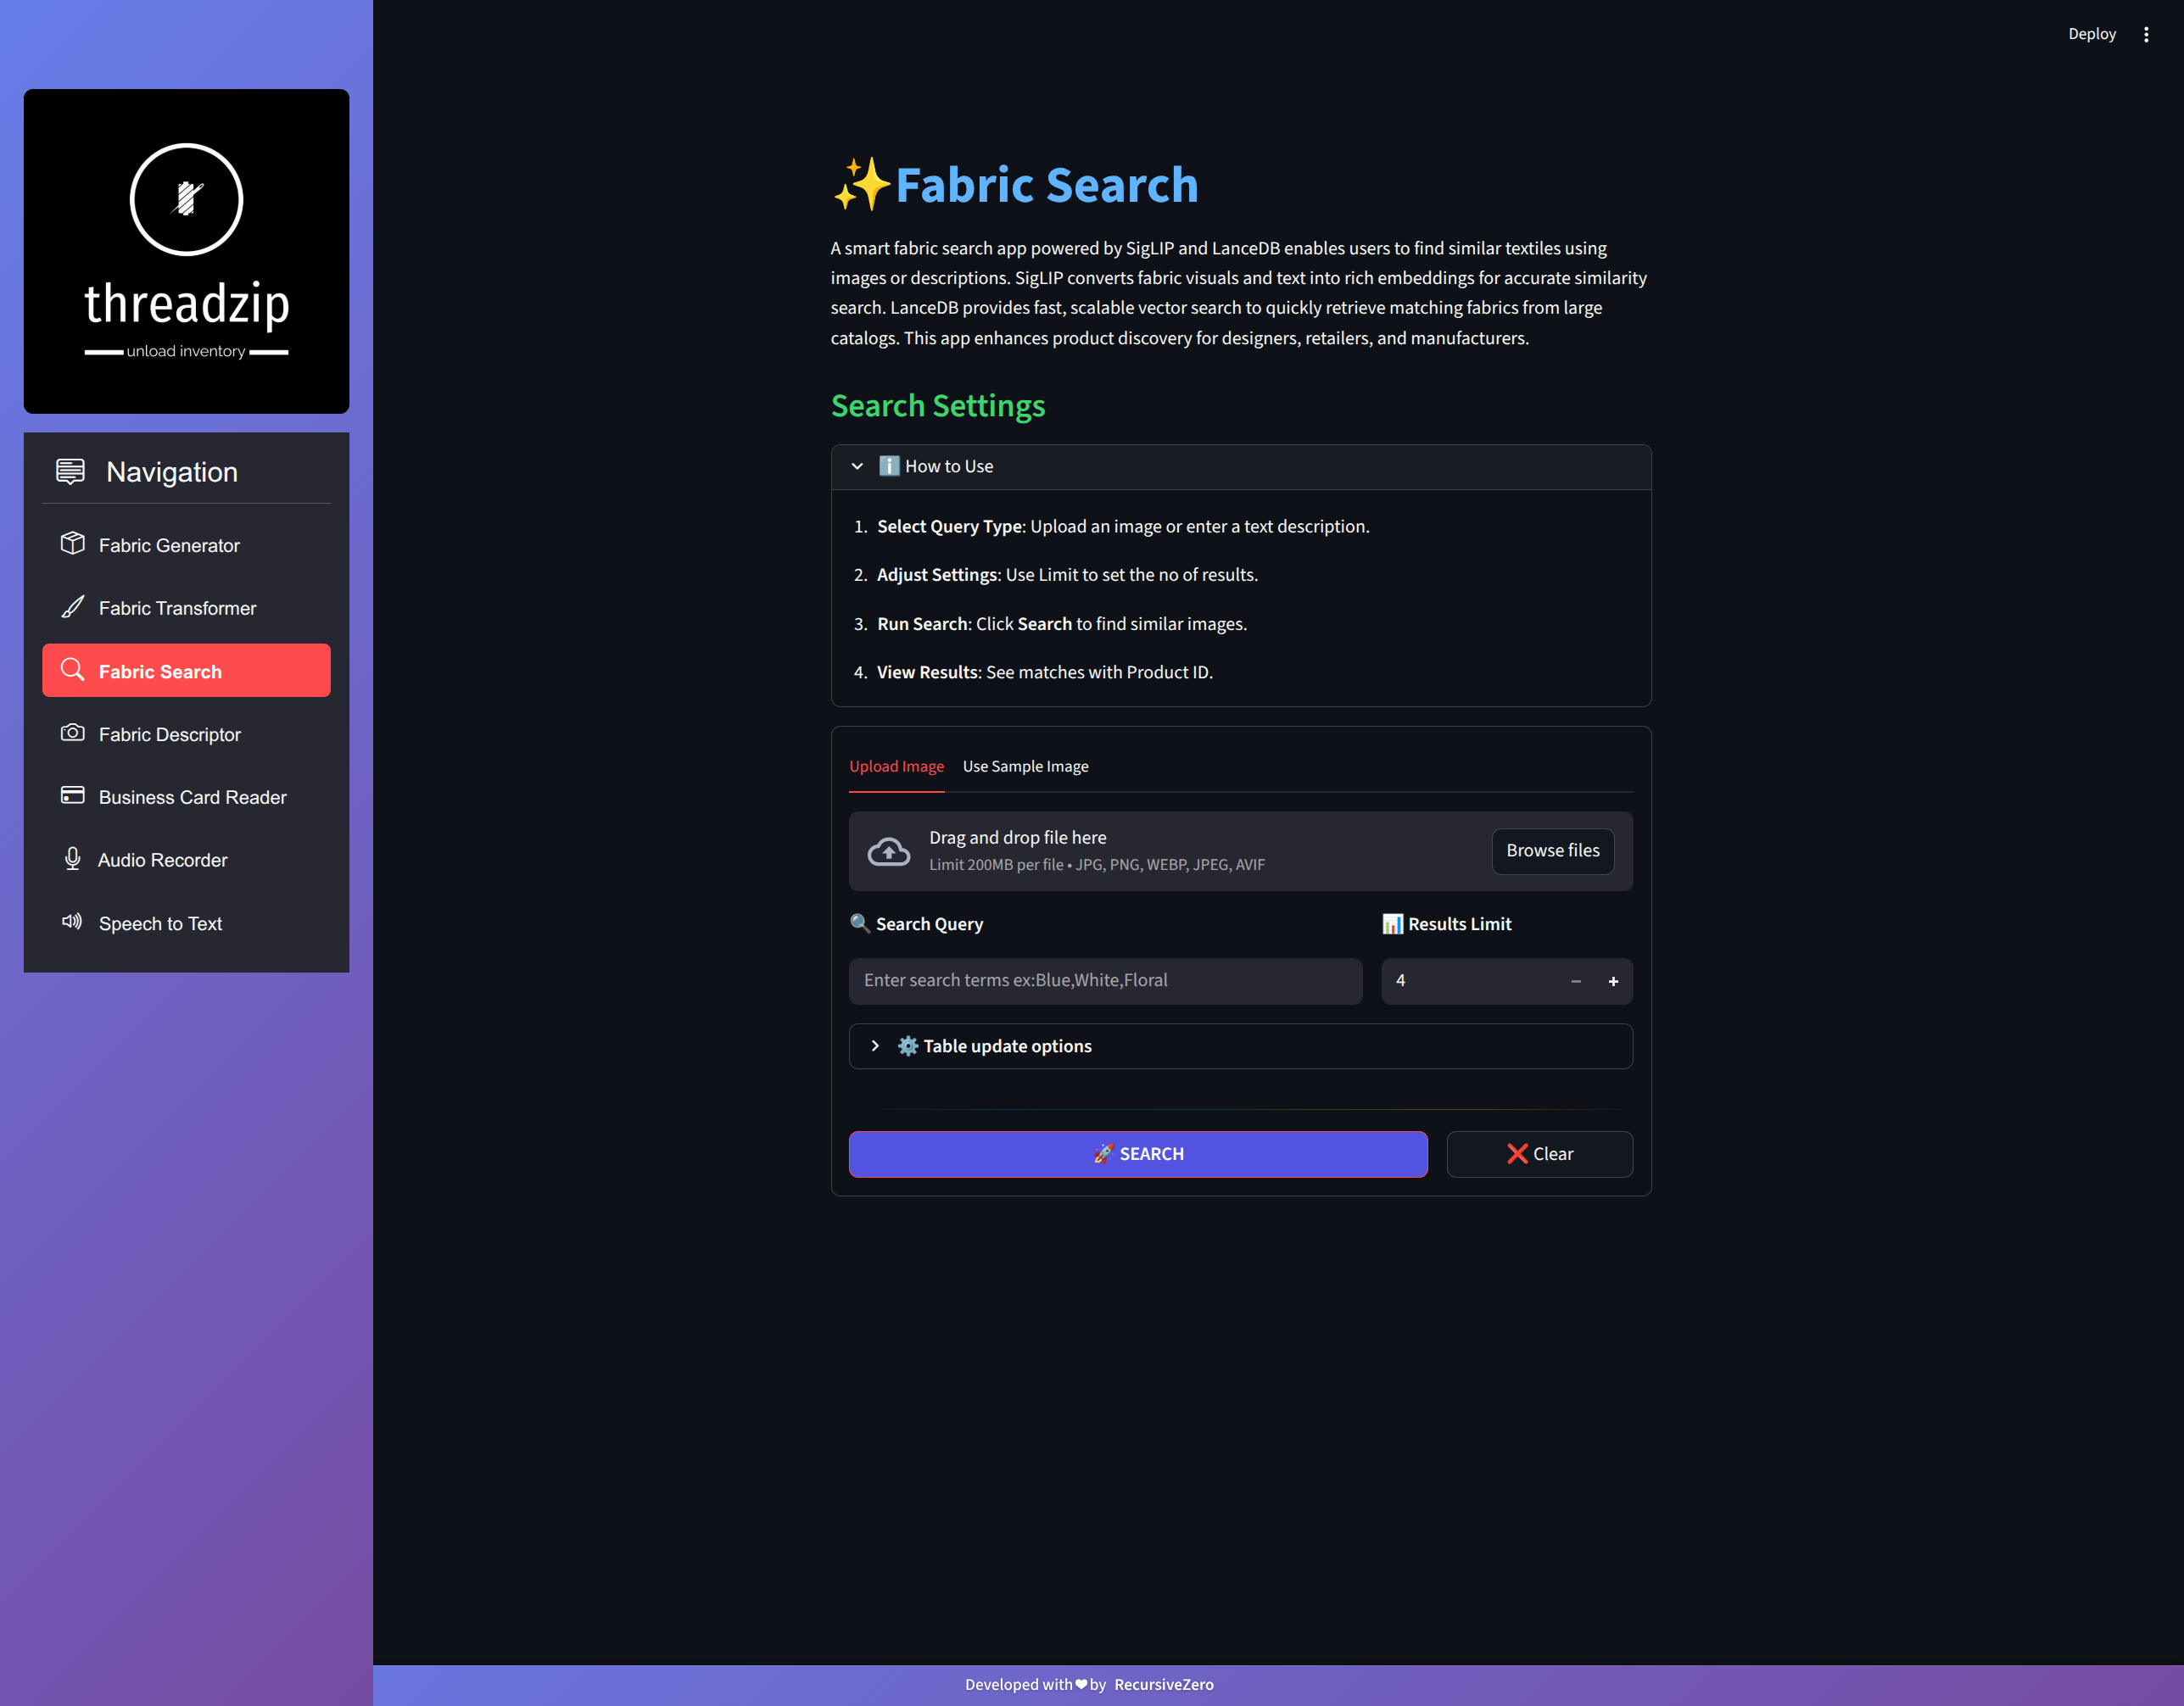 Deploy
threadzip
unload inventory
Navigation
Fabric Generator
Fabric Transformer
Fabric Search
Fabric Descriptor
Business Card Reader
Audio Recorder
Speech to Text
✨Fabric Search
A smart fabric search app powered by SigLIP and LanceDB enables users to find similar textiles using
images or descriptions. SigLIP converts fabric visuals and text into rich embeddings for accurate similarity
search. LanceDB provides fast, scalable vector search to quickly retrieve matching fabrics from large
catalogs. This app enhances product discovery for designers, retailers, and manufacturers.
Search Settings
ℹ️ How to Use
1. Select Query Type: Upload an image or enter a text description.
2. Adjust Settings: Use Limit to set the no of results.
3. Run Search: Click Search to find similar images.
4. View Results: See matches with Product ID.
Upload Image Use Sample Image
Drag and drop file here
Limit 200MB per file • JPG, PNG, WEBP, JPEG, AVIF
Browse files
🔍 Search Query
📊 Results Limit
Enter search terms ex:Blue,White,Floral
4
⚙️ Table update options
🚀 SEARCH
❌ Clear
Developed with❤by RecursiveZero